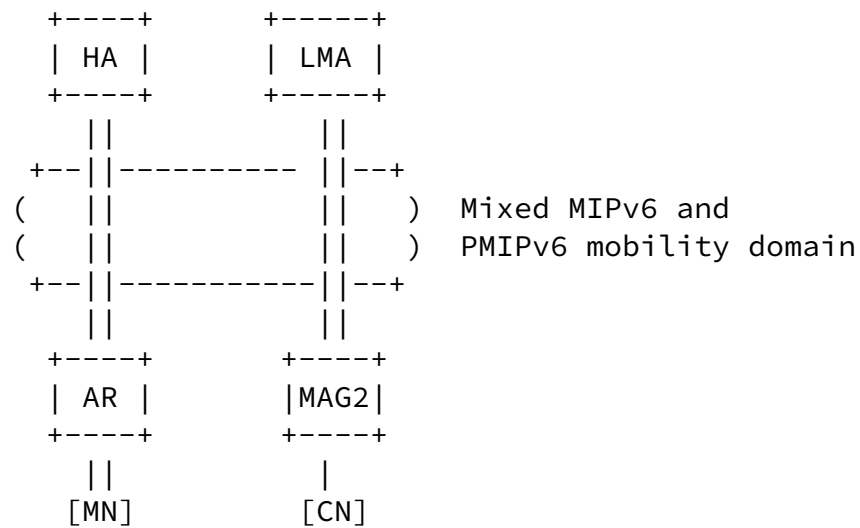 +----+        +-----+
| HA |        | LMA |
+----+        +-----+
||            ||
+--||---------- ||--+
(   ||            ||   )  Mixed MIPv6 and
(   ||            ||   )  PMIPv6 mobility domain
+--||-----------||--+
||            ||
+----+        +----+
| AR |        |MAG2|
+----+        +----+
||            |
[MN]          [CN]